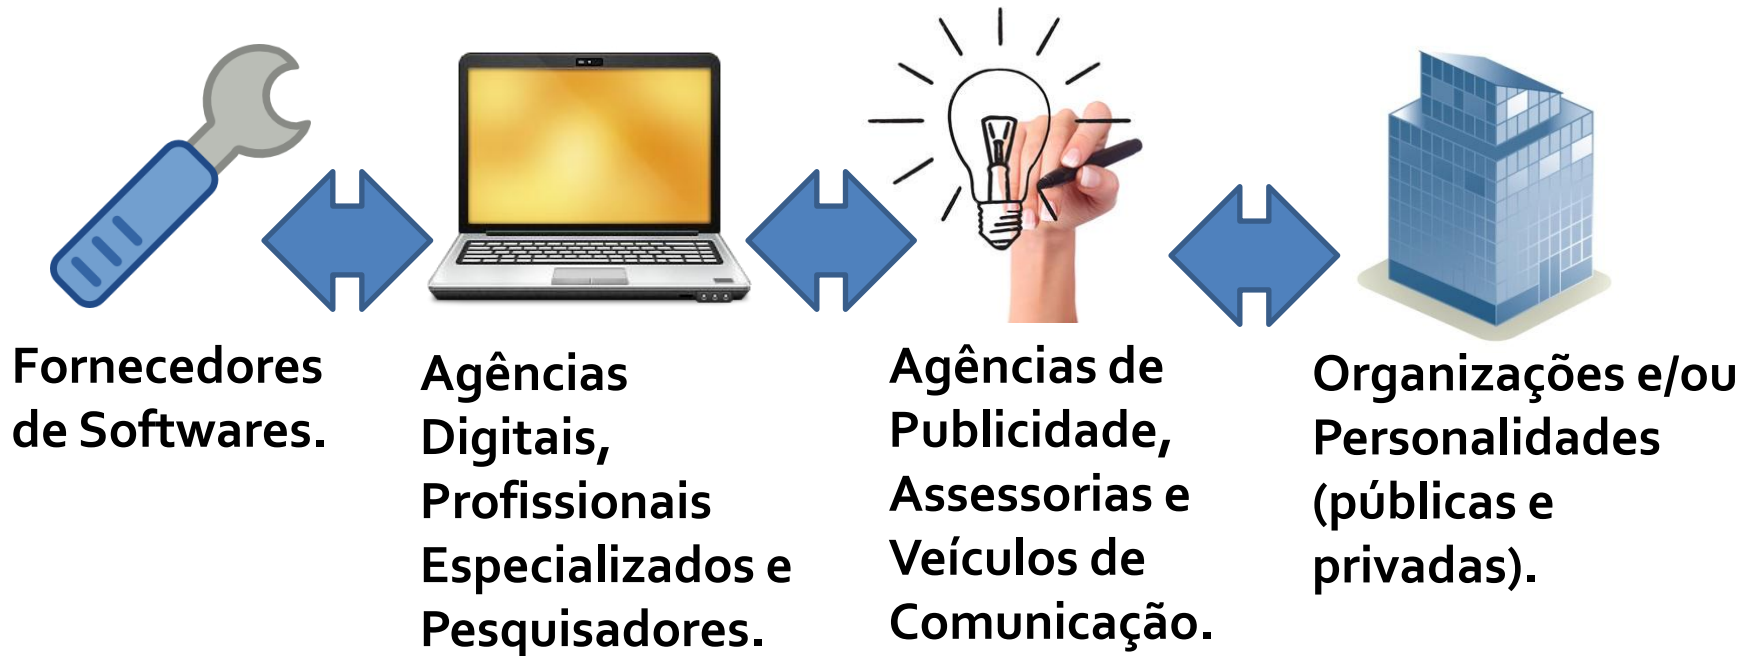 Fornecedores
de Softwares.
Agências
Digitais,
Profissionais
Especializados e
Pesquisadores.
Agências de
Publicidade,
Assessorias e
Veículos de
Comunicação.
Organizações e/ou
Personalidades
(públicas e
privadas).